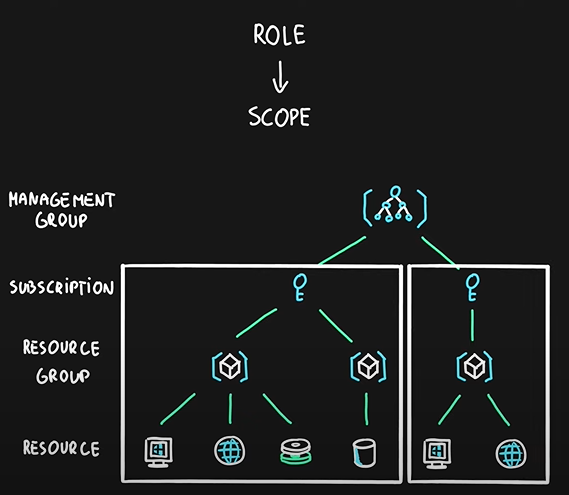 ROLE
SCOPE
MANAGEMENT
GROUP
SUBSCRIPTION
RESOURCE
GROUP
RESOURCE